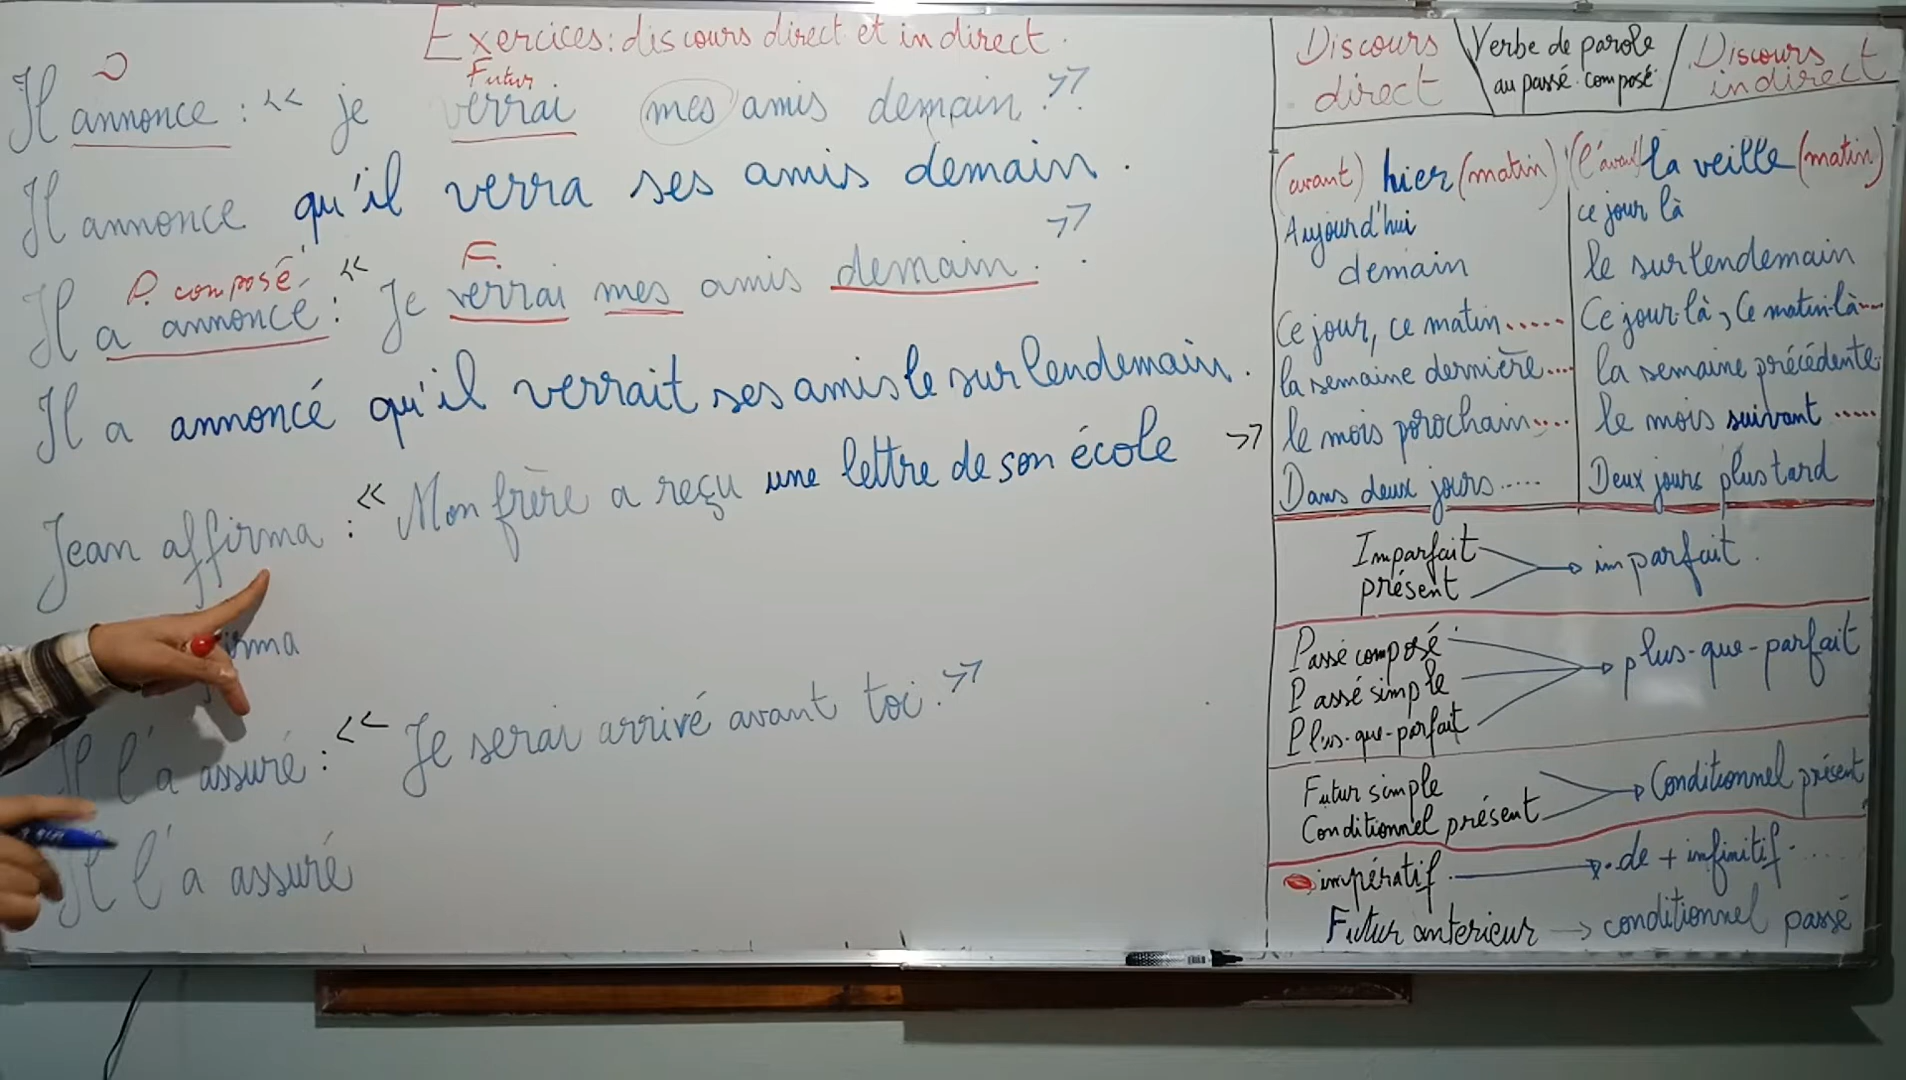 Exercices: discours direct et indirect.
Futur
Il annonce : << je verrai mes amis demain. >>
Il annonce qu'il verra ses amis demain.
P. composé F.
Il a annoncé : << Je verrai mes amis demain. >>
Il a annoncé qu'il verrait ses amis le surlendemain.
Jean affirma : << Mon frère a reçu une lettre de son école >>
irma
Il l'a assuré : << Je serai arrivé avant toi. >>
Il l'a assuré
Discours direct
Verbe de parole au passé composé
Discours indirect
(avant) hier (matin) (l'avant) la veille (matin)
Aujourd'hui ce jour là
demain le surlendemain
Ce jour, ce matin..... Ce jour-là, Ce matin-là...
la semaine dernière.... la semaine précédente.
le mois porochain.... le mois suivant .....
Dans deux jours..... Deux jours plus tard
Imparfait
présent
imparfait.
Passé composé
Passé simple
Plus-que-parfait
plus-que-parfait
Futur simple
Conditionnel présent
Conditionnel présent
impératif de + infinitif.....
Futur anterieur → conditionnel passé